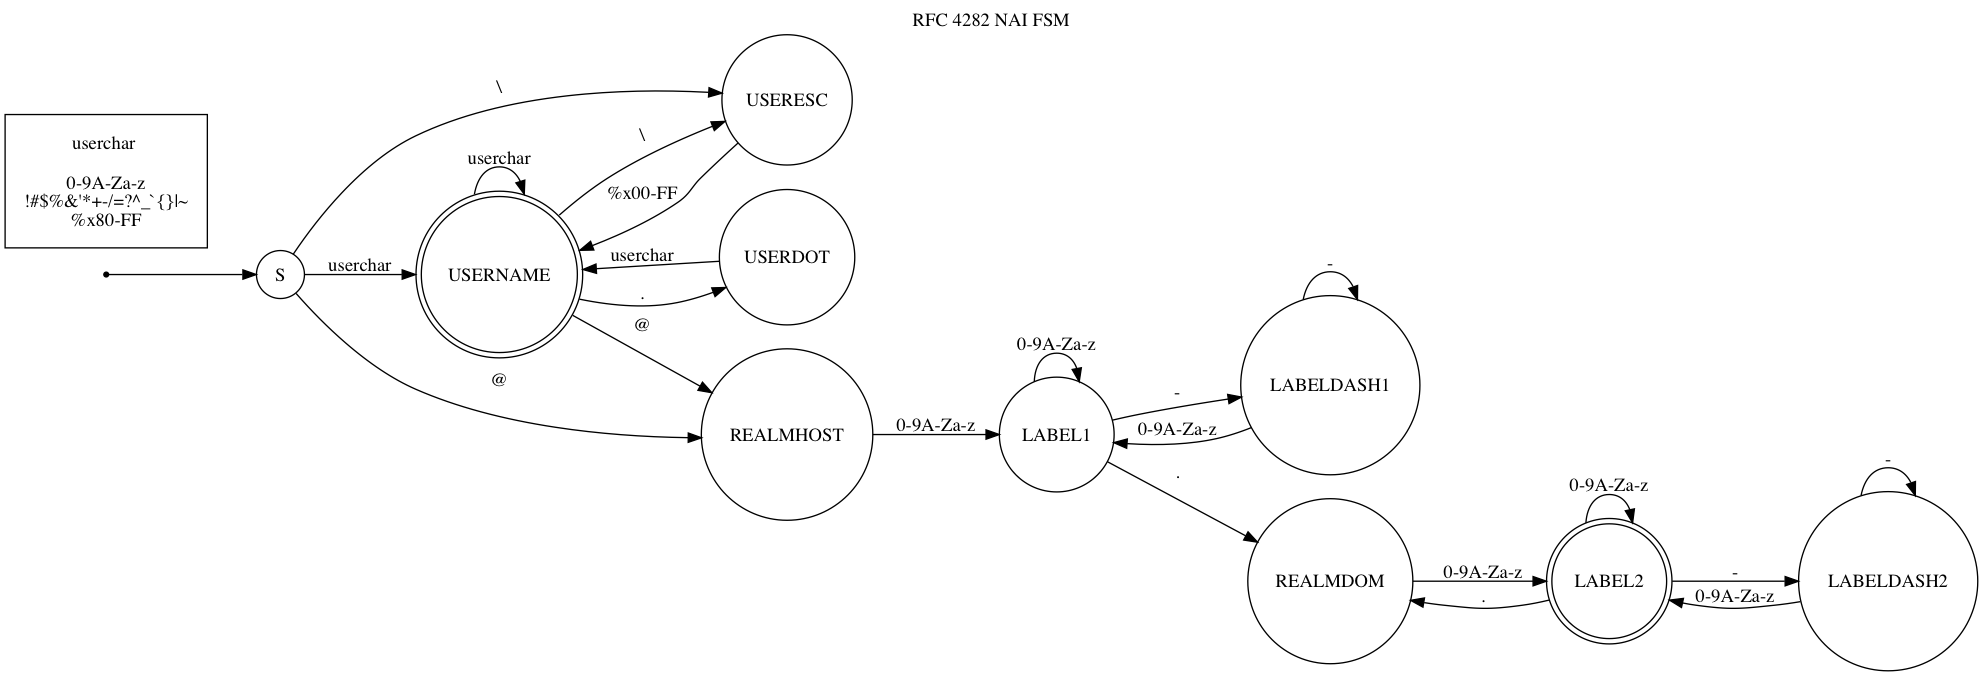 RFC 4282 NAI FSM
userchar
0-9A-Za-z
!#$%&'*+-/=?^_`{}|~
%x80-FF
S
\
userchar
@
userchar
USERNAME
\
%x00-FF
userchar
.
@
USERESC
USERDOT
REALMHOST
0-9A-Za-z
0-9A-Za-z
LABEL1
-
0-9A-Za-z
.
-
LABELDASH1
REALMDOM
0-9A-Za-z
.
0-9A-Za-z
LABEL2
-
0-9A-Za-z
-
LABELDASH2